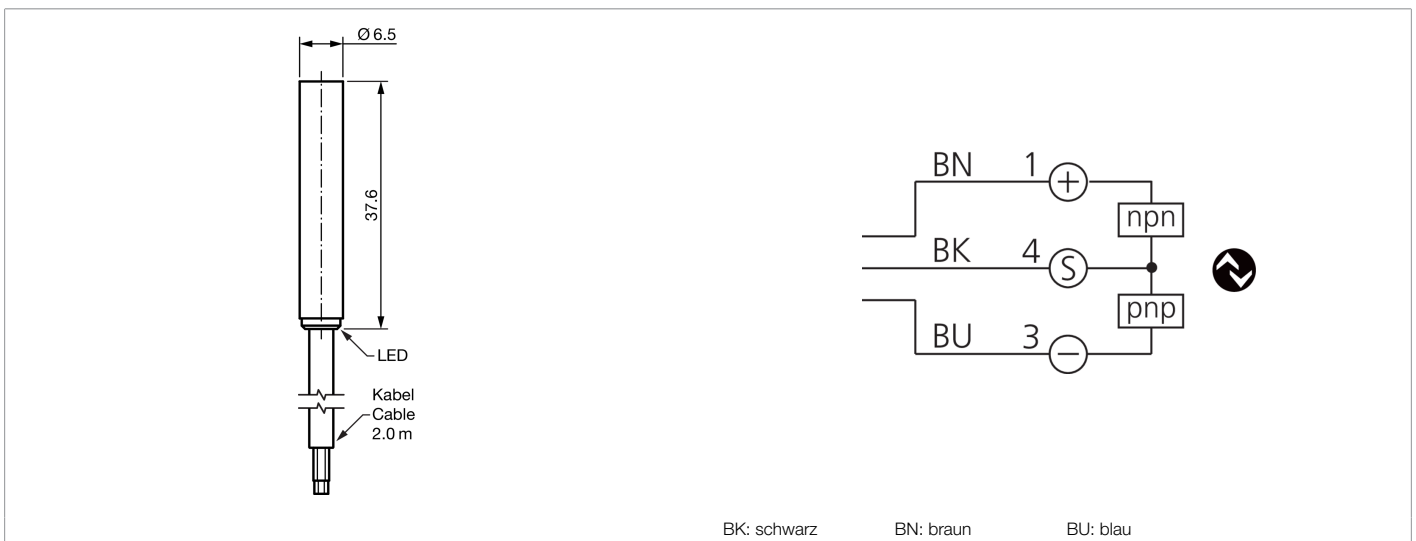 Ø 6.5
37.6
LED
Kabel
Cable
2.0 m
BN 1 +
npn
BK 4 S
pnp
BU 3 −
BK: schwarz BN: braun BU: blau